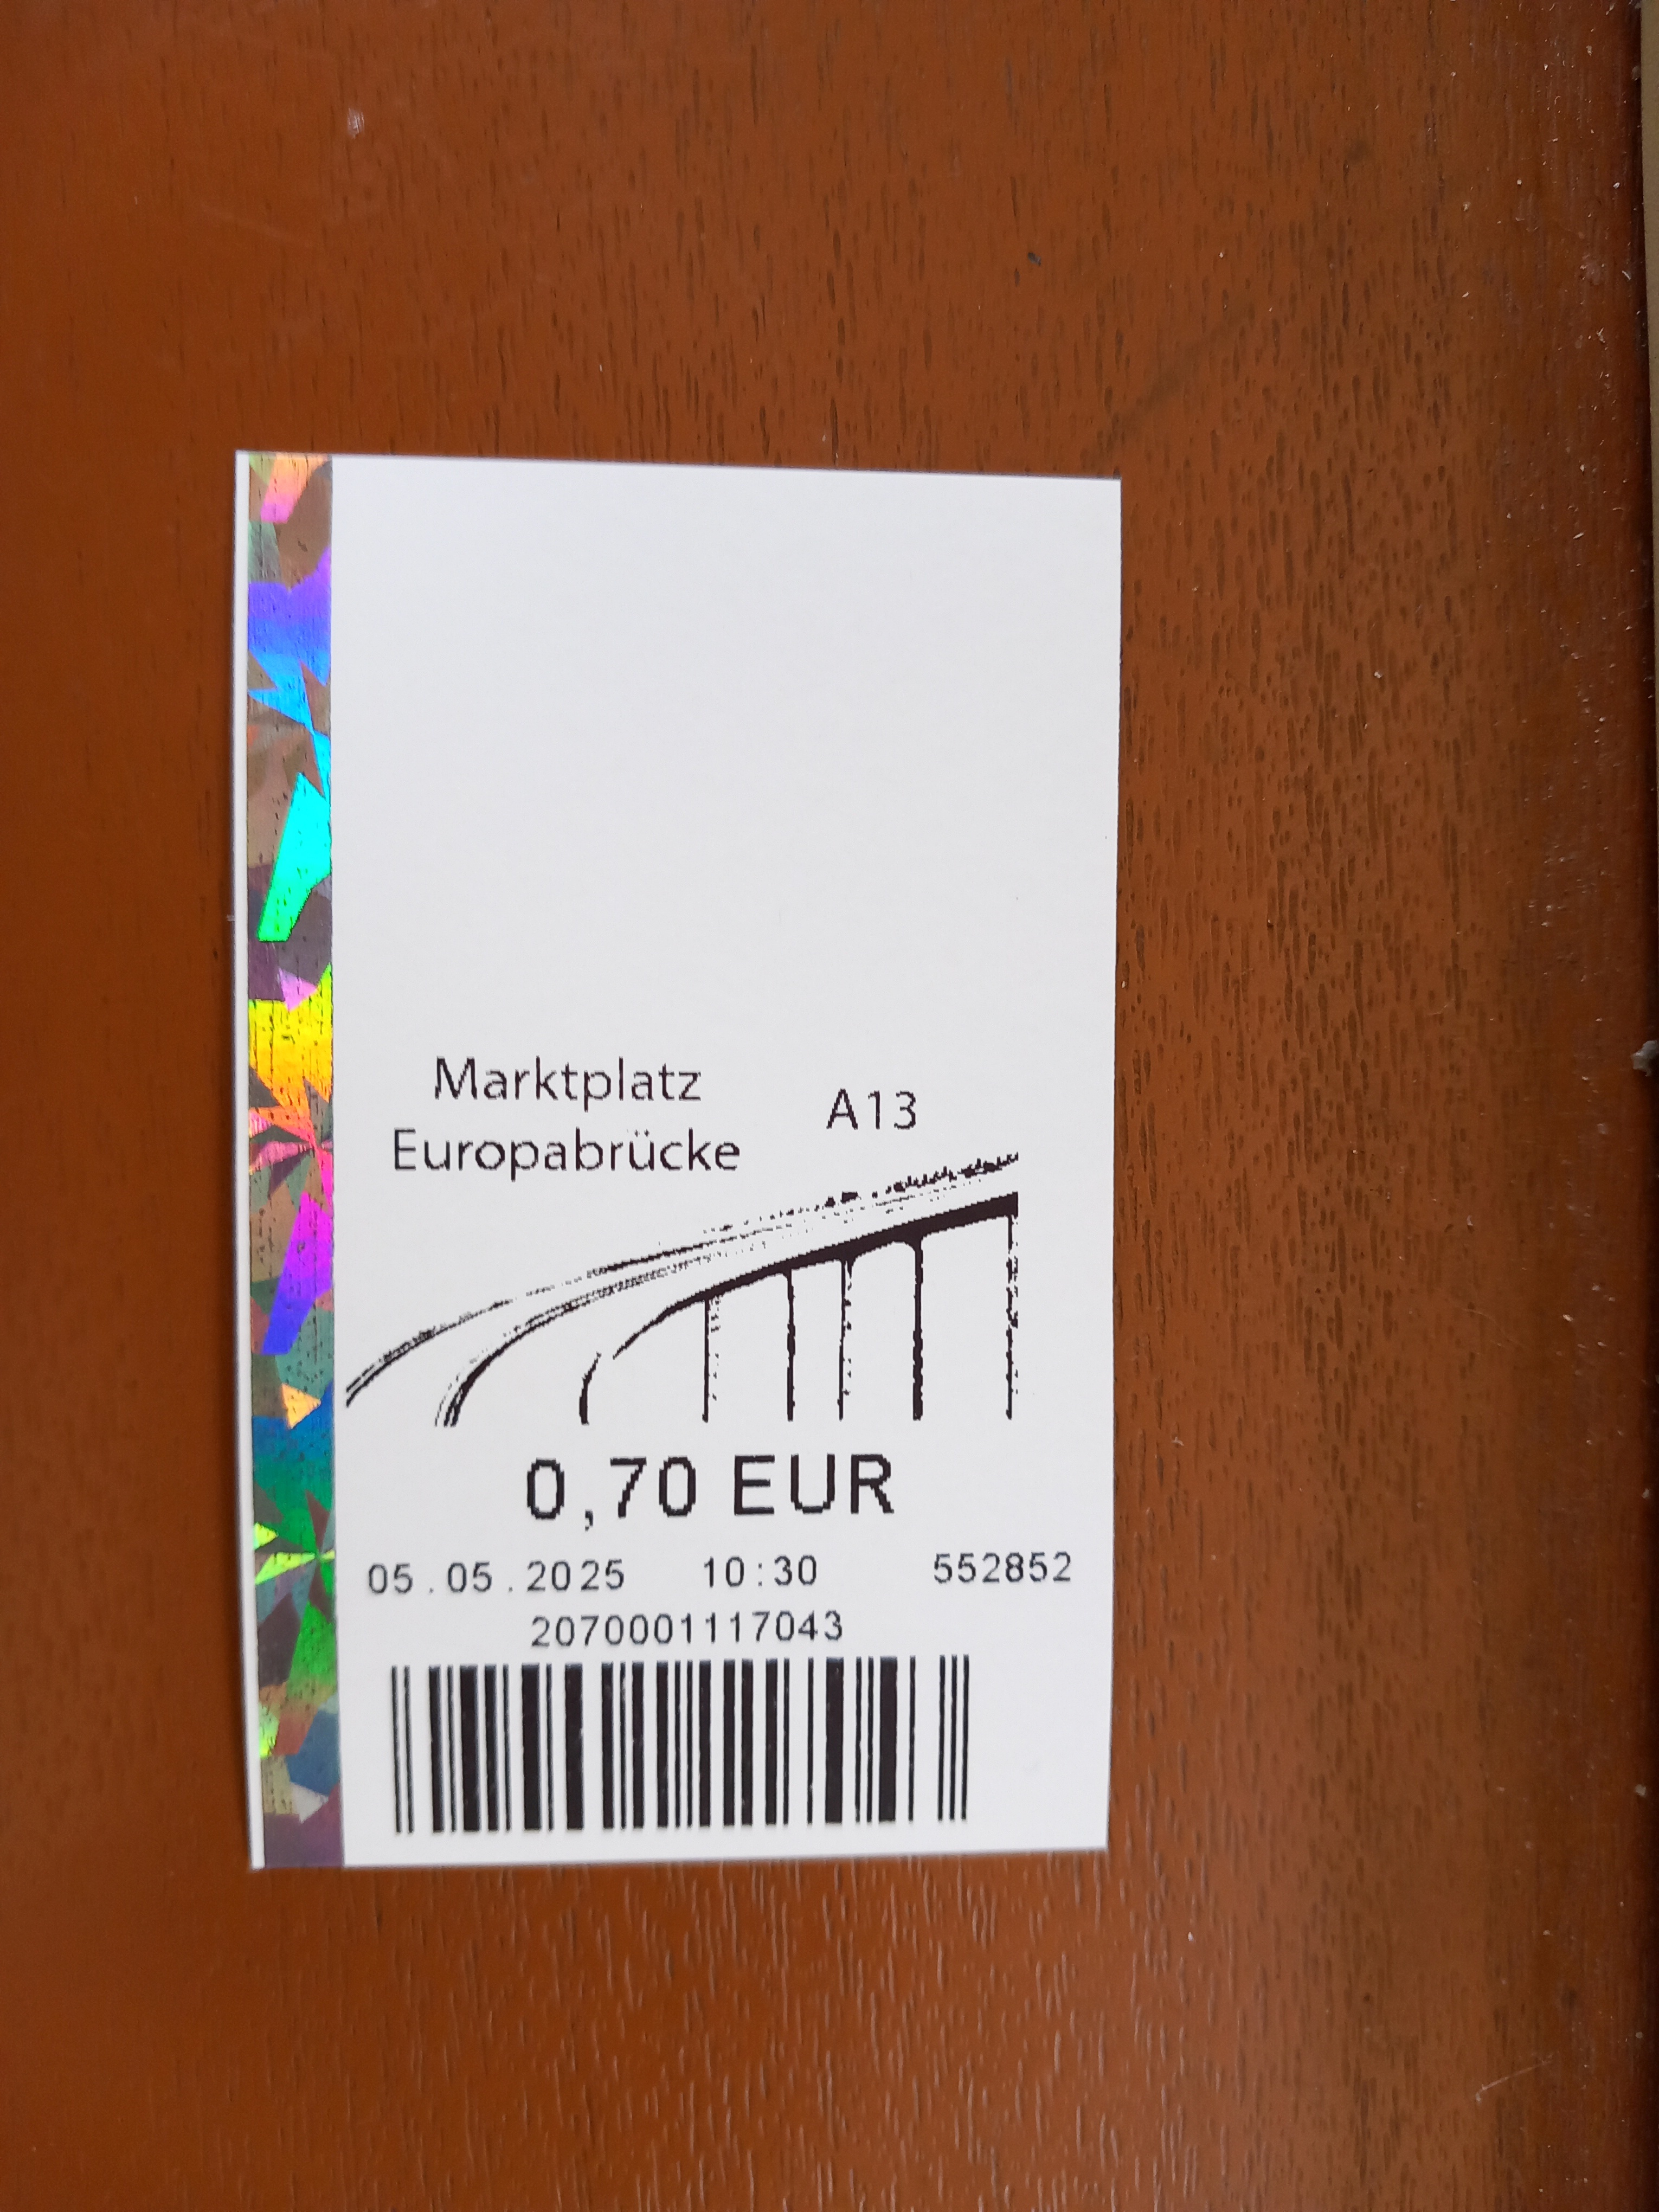 Marktplatz
Europabrücke
A13
0,70 EUR
05.05.2025 10:30 552852
2070001117043